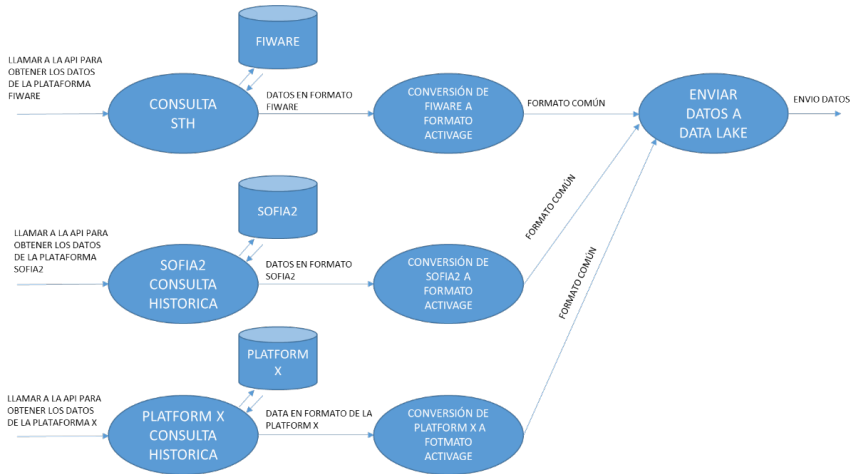 FIWARE
LLAMAR A LA API PARA
OBTENER LOS DATOS
DE LA PLATAFORMA
FIWARE
CONSULTA
STH
DATOS EN FORMATO
FIWARE
CONVERSIÓN DE
FIWARE A
FORMATO
ACTIVAGE
FORMATO COMÚN
ENVIAR
DATOS A
DATA LAKE
ENVIO DATOS
SOFIA2
LLAMAR A LA API PARA
OBTENER LOS DATOS
DE LA PLATAFORMA
SOFIA2
SOFIA2
CONSULTA
HISTORICA
DATOS EN FORMATO
SOFIA2
CONVERSIÓN DE
SOFIA2 A
FORMATO
ACTIVAGE
FORMATO COMÚN
PLATFORM
X
LLAMAR A LA API PARA
OBTENER LOS DATOS
DE LA PLATAFORMA X
PLATFORM X
CONSULTA
HISTORICA
DATA EN FORMATO DE LA
PLATFORM X
CONVERSIÓN DE
PLATFORM X A
FOTMATO
ACTIVAGE
FORMATO COMÚN